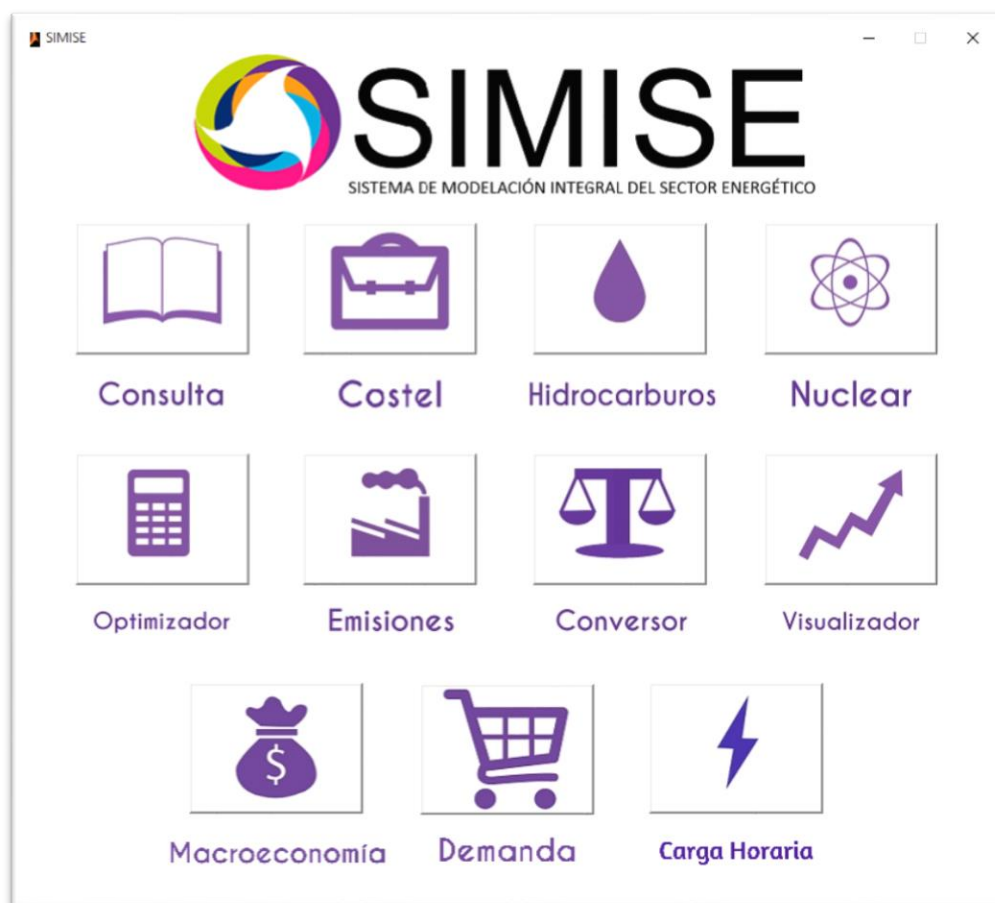 SIMISE
SIMISE
SISTEMA DE MODELACIÓN INTEGRAL DEL SECTOR ENERGÉTICO
Consulta Costel Hidrocarburos Nuclear
Optimizador Emisiones Conversor Visualizador
$
Macroeconomía Demanda Carga Horaria